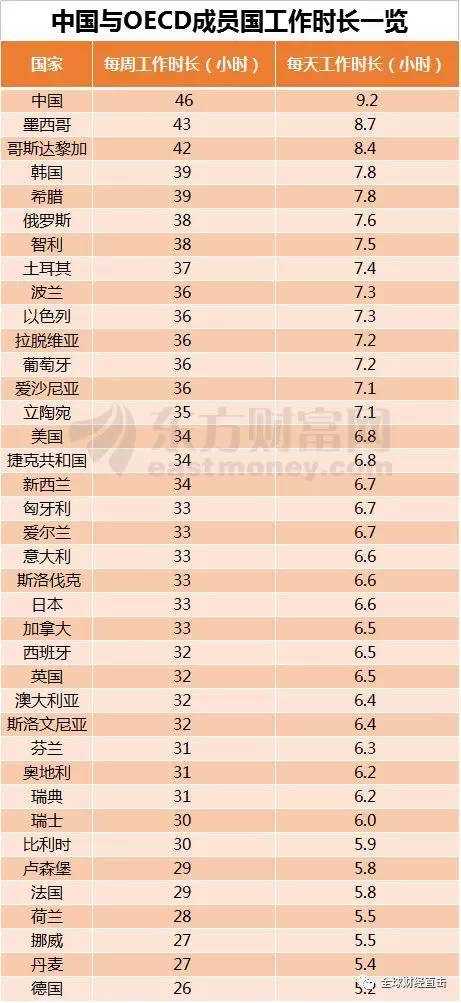 中国与OECD成员国工作时长一览
国家 每周工作时长（小时） 每天工作时长（小时）
中国 46 9.2
墨西哥 43 8.7
哥斯达黎加 42 8.4
韩国 39 7.8
希腊 39 7.8
俄罗斯 38 7.6
智利 38 7.5
土耳其 37 7.4
波兰 36 7.3
以色列 36 7.3
拉脱维亚 36 7.2
葡萄牙 36 7.2
爱沙尼亚 36 7.1
立陶宛 35 7.1
东方财富网
美国 34 6.8
捷克共和国 34 6.8
eastmoney.com
新西兰 34 6.7
匈牙利 33 6.7
爱尔兰 33 6.7
意大利 33 6.6
斯洛伐克 33 6.6
日本 33 6.6
加拿大 33 6.5
西班牙 32 6.5
英国 32 6.5
澳大利亚 32 6.4
斯洛文尼亚 32 6.4
芬兰 31 6.3
奥地利 31 6.2
瑞典 31 6.2
瑞士 30 6.0
比利时 30 5.9
卢森堡 29 5.8
法国 29 5.8
荷兰 28 5.5
挪威 27 5.5
丹麦 27 5.4
德国 26 5.2
全球财经直击